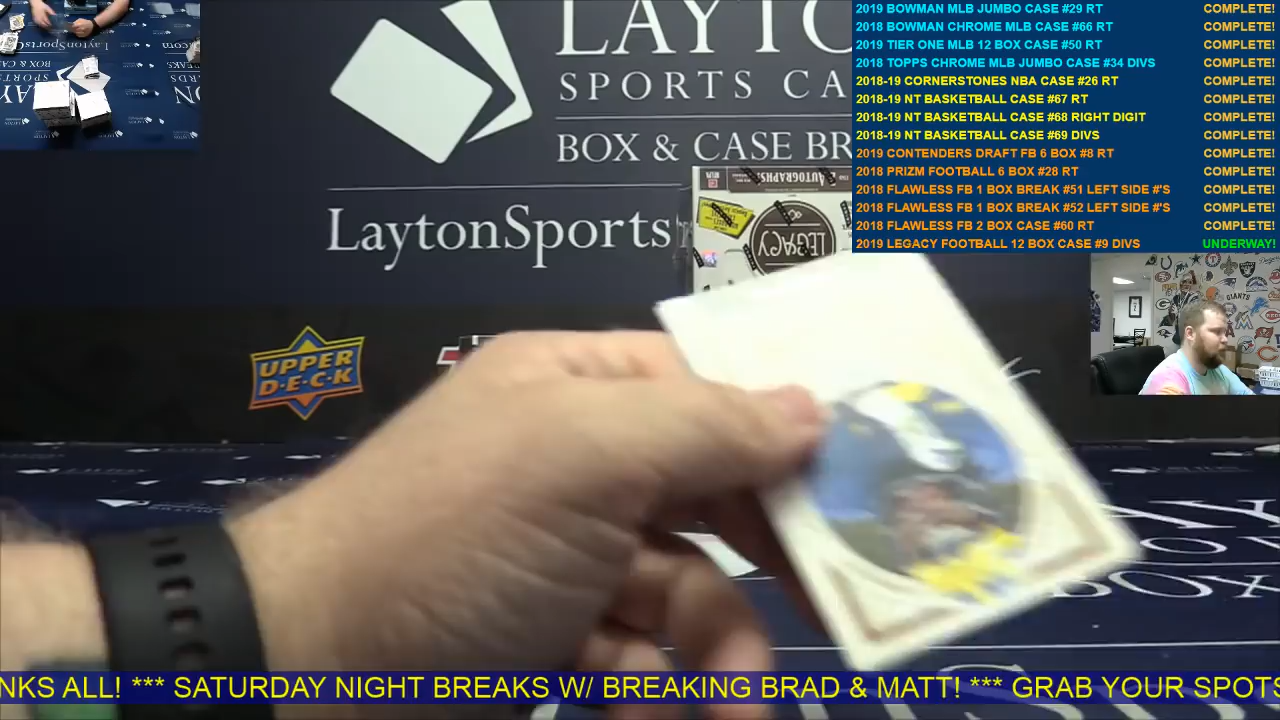 2019 BOWMAN MLB JUMBO CASE #29 RT COMPLETE!
2018 BOWMAN CHROME MLB CASE #66 RT COMPLETE!
2019 TIER ONE MLB 12 BOX CASE #50 RT COMPLETE!
2018 TOPPS CHROME MLB JUMBO CASE #34 DIVS COMPLETE!
2018-19 CORNERSTONES NBA CASE #26 RT COMPLETE!
2018-19 NT BASKETBALL CASE #67 RT COMPLETE!
2018-19 NT BASKETBALL CASE #68 RIGHT DIGIT COMPLETE!
2018-19 NT BASKETBALL CASE #69 DIVS COMPLETE!
2019 CONTENDERS DRAFT FB 6 BOX #8 RT COMPLETE!
2018 PRIZM FOOTBALL 6 BOX #28 RT COMPLETE!
2018 FLAWLESS FB 1 BOX BREAK #51 LEFT SIDE #'S COMPLETE!
2018 FLAWLESS FB 1 BOX BREAK #52 LEFT SIDE #'S COMPLETE!
2018 FLAWLESS FB 2 BOX CASE #60 RT COMPLETE!
2019 LEGACY FOOTBALL 12 BOX CASE #9 DIVS UNDERWAY!
LAYTO
SPORTS CA
BOX & CASE BR
LaytonSports
AUTOGRAPHS
LEGACY
UPPER
D·E·C·K
GIANTS
BOX
NKS ALL! *** SATURDAY NIGHT BREAKS W/ BREAKING BRAD & MATT! *** GRAB YOUR SPOTS